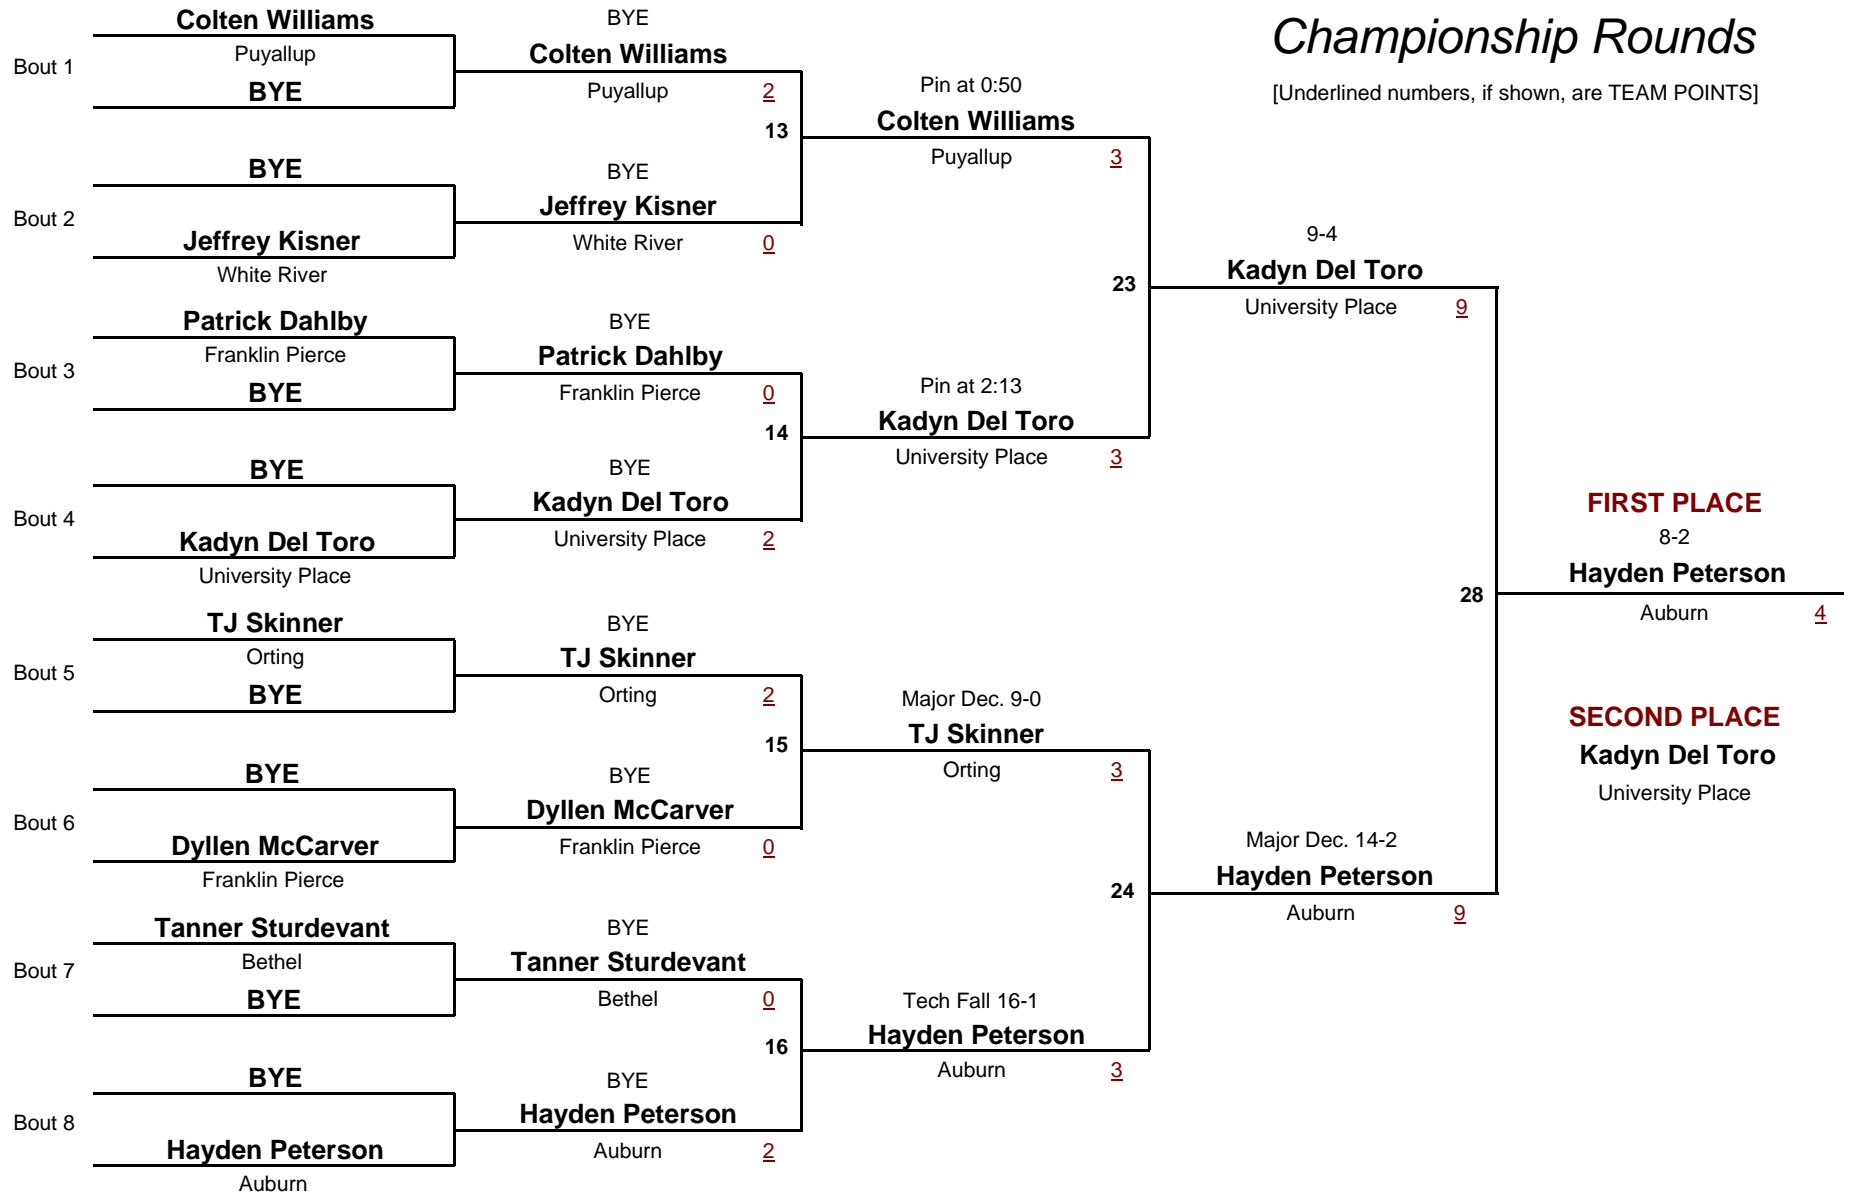 Championship Rounds
[Underlined numbers, if shown, are TEAM POINTS]
Bout 1
Colten Williams
Puyallup
BYE
Bout 2
BYE
Jeffrey Kisner
White River
Bout 3
Patrick Dahlby
Franklin Pierce
BYE
Bout 4
BYE
Kadyn Del Toro
University Place
Bout 5
TJ Skinner
Orting
BYE
Bout 6
BYE
Dyllen McCarver
Franklin Pierce
Bout 7
Tanner Sturdevant
Bethel
BYE
Bout 8
BYE
Hayden Peterson
Auburn
BYE
Colten Williams
Puyallup 2
13
BYE
Jeffrey Kisner
White River 0
BYE
Patrick Dahlby
Franklin Pierce 0
14
BYE
Kadyn Del Toro
University Place 2
BYE
TJ Skinner
Orting 2
15
BYE
Dyllen McCarver
Franklin Pierce 0
BYE
Tanner Sturdevant
Bethel 0
16
BYE
Hayden Peterson
Auburn 2
Pin at 0:50
Colten Williams
Puyallup 3
23
Pin at 2:13
Kadyn Del Toro
University Place 3
Major Dec. 9-0
TJ Skinner
Orting 3
24
Tech Fall 16-1
Hayden Peterson
Auburn 3
9-4
Kadyn Del Toro
University Place 9
28
Major Dec. 14-2
Hayden Peterson
Auburn 9
FIRST PLACE
8-2
Hayden Peterson
Auburn 4
SECOND PLACE
Kadyn Del Toro
University Place